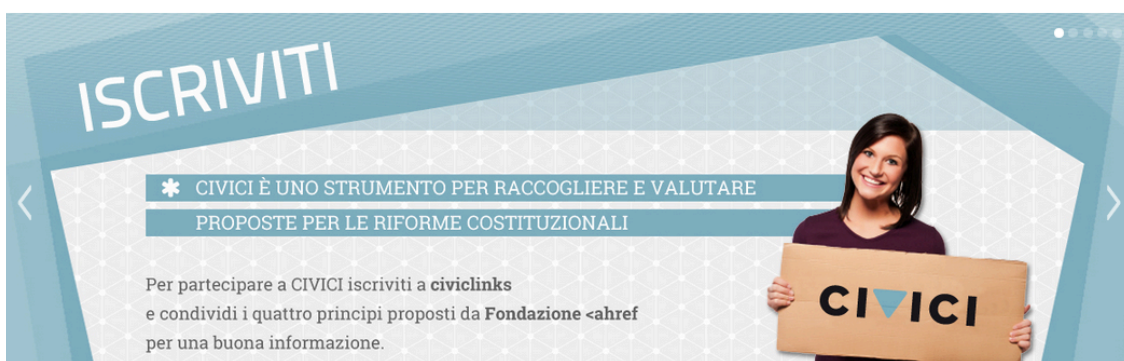 ISCRIVITI
✱ CIVICI È UNO STRUMENTO PER RACCOGLIERE E VALUTARE
PROPOSTE PER LE RIFORME COSTITUZIONALI
Per partecipare a CIVICI iscriviti a civiclinks
e condividi i quattro principi proposti da Fondazione <ahref
per una buona informazione.
CIVICI